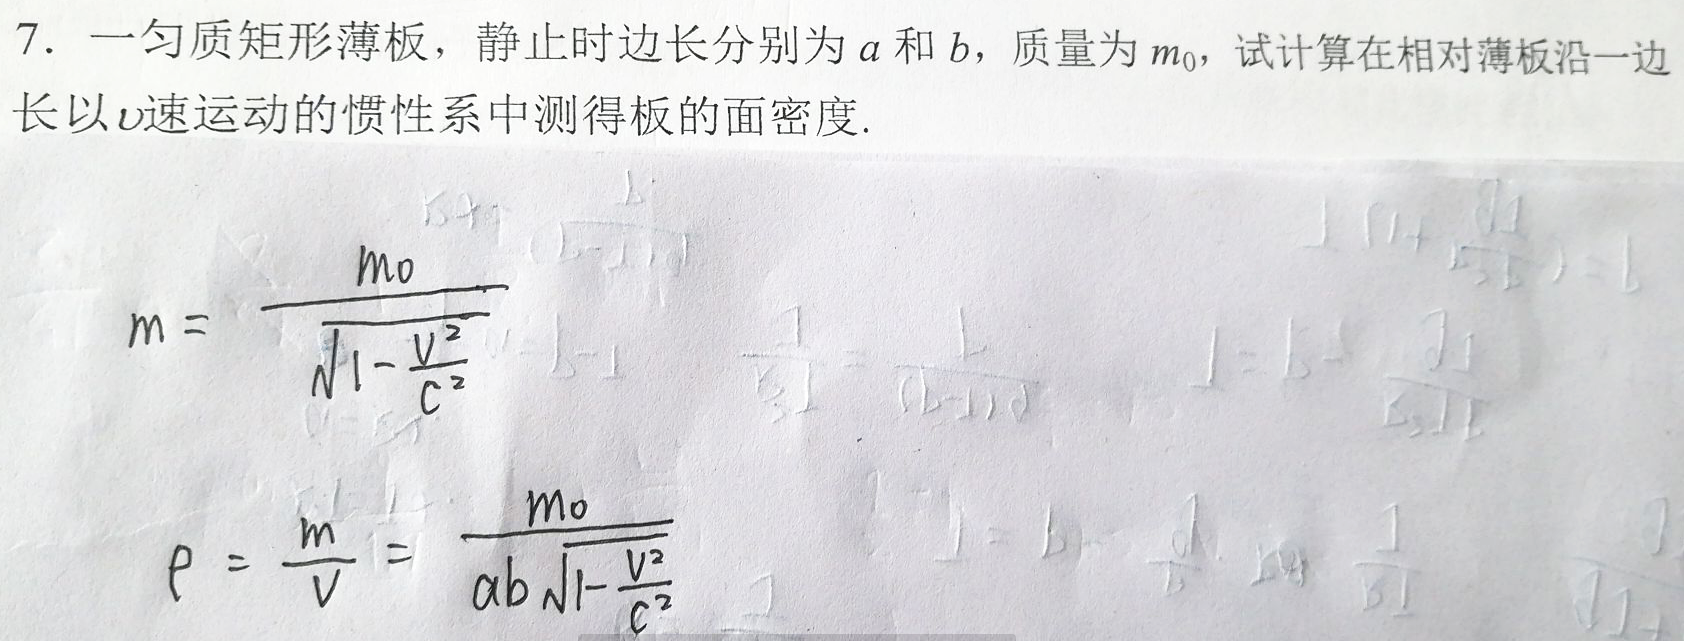 7. 一匀质矩形薄板，静止时边长分别为 a 和 b，质量为 m₀，试计算在相对薄板沿一边
长以υ速运动的惯性系中测得板的面密度.
m = m₀ / √(1 - V²/C²)
ρ = m/V = m₀ / (ab√(1 - V²/C²))